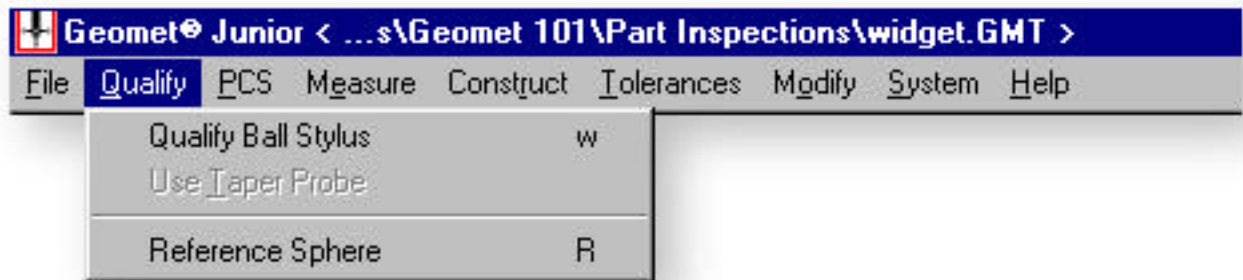 Geomet® Junior < ...s\Geomet 101\Part Inspections\widget.GMT >
File Qualify PCS Measure Construct Tolerances Modify System Help
Qualify Ball Stylus w
Use Taper Probe
Reference Sphere R